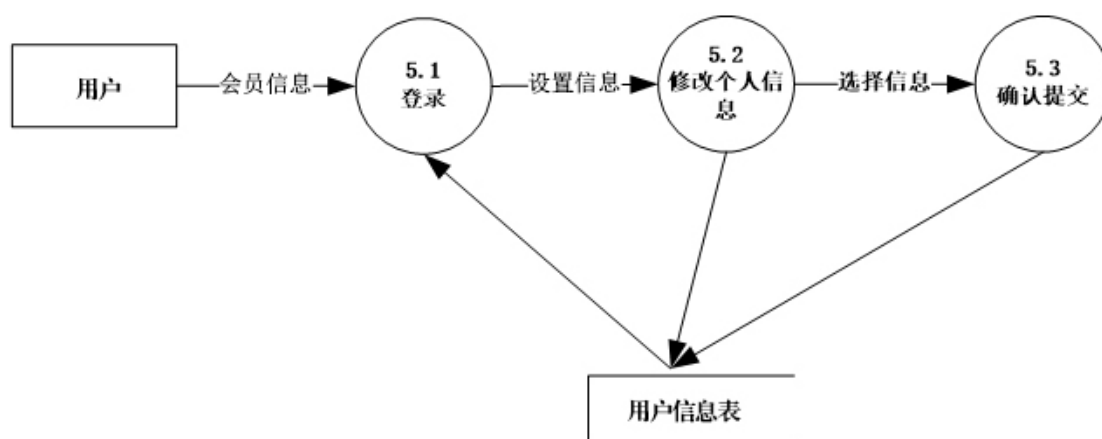 用户
会员信息
5.1
登录
设置信息
5.2
修改个人信
息
选择信息
5.3
确认提交
用户信息表